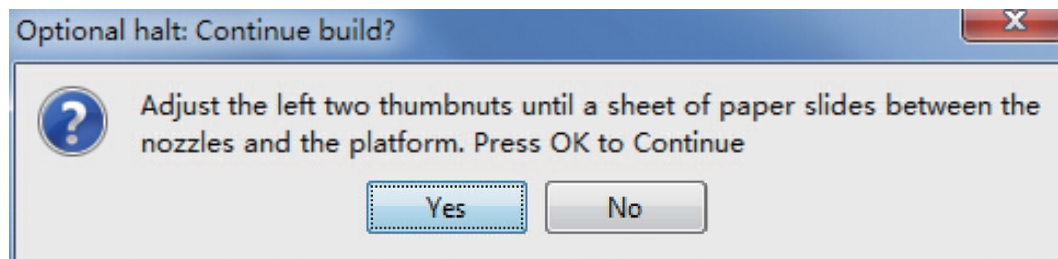 Optional halt: Continue build?
Adjust the left two thumbnuts until a sheet of paper slides between the
nozzles and the platform. Press OK to Continue
Yes No